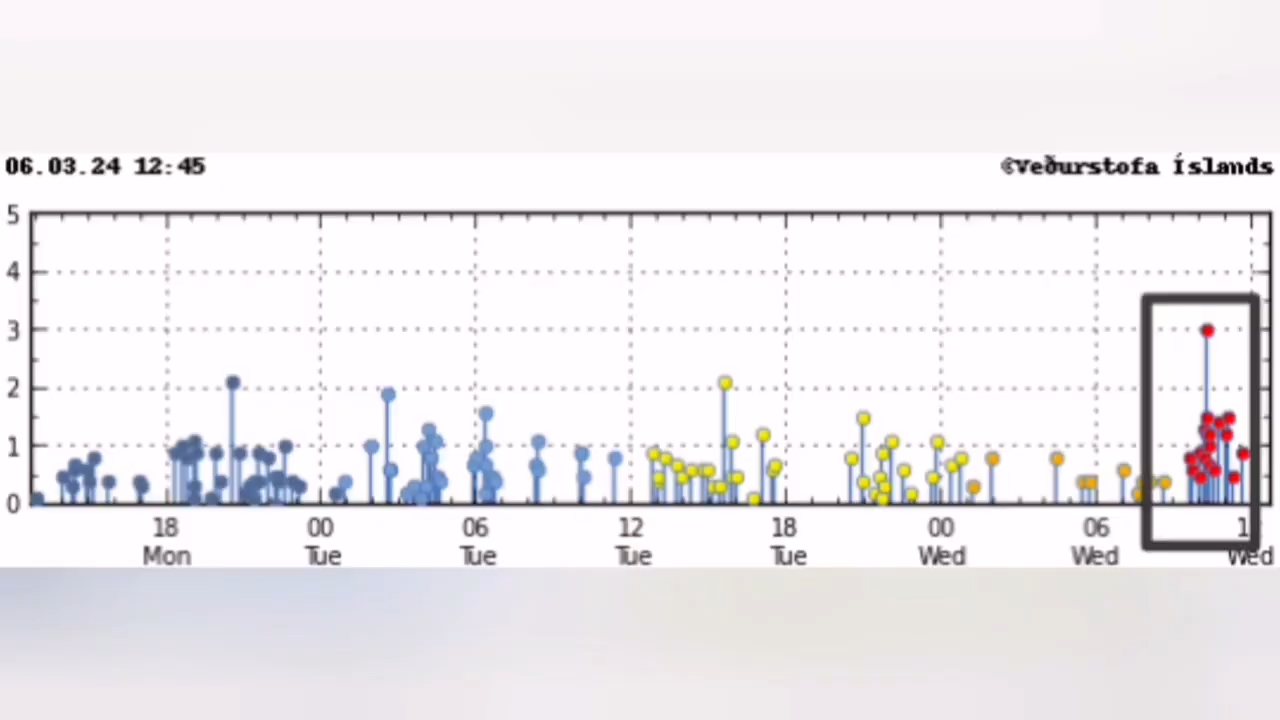 06.03.24 12:45
©Veðurstofa Íslands
5
4
3
2
1
0
18 00 06 12 18 00 06 1
Mon Tue Tue Tue Tue Wed Wed Wed